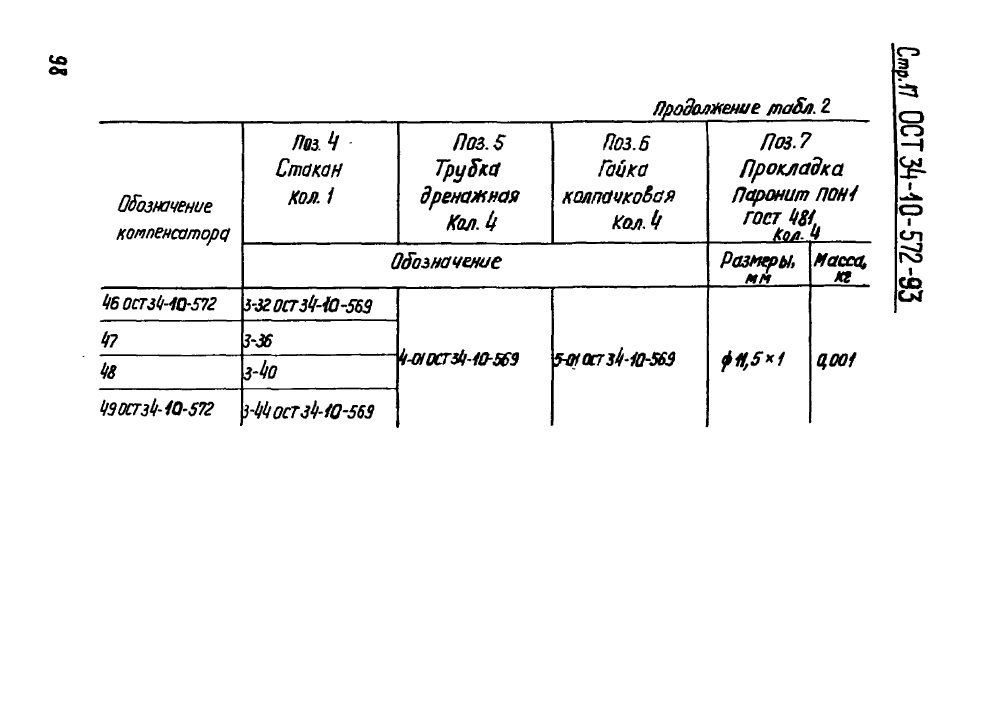 98
Стр. 17 ОСТ 34-10-572-93
Продолжение табл. 2
Обозначение
компенсатора
Поз. 4
Стакан
Кол. 1
Поз. 5
Трубка
дренажная
Кол. 4
Поз. 6
Гайка
колпачковая
Кол. 4
Поз. 7
Прокладка
Паронит ПОН1
ГОСТ 481,
Кол. 4
Обозначение
Размеры,
мм
Масса,
кг
46 ОСТ 34-10-572
3-32 ОСТ 34-10-569
47
3-36
48
3-40
49 ОСТ 34-10-572
3-44 ОСТ 34-10-569
4-01 ОСТ 34-10-569
5-01 ОСТ 34-10-569
ϕ 11,5 × 1
0,001